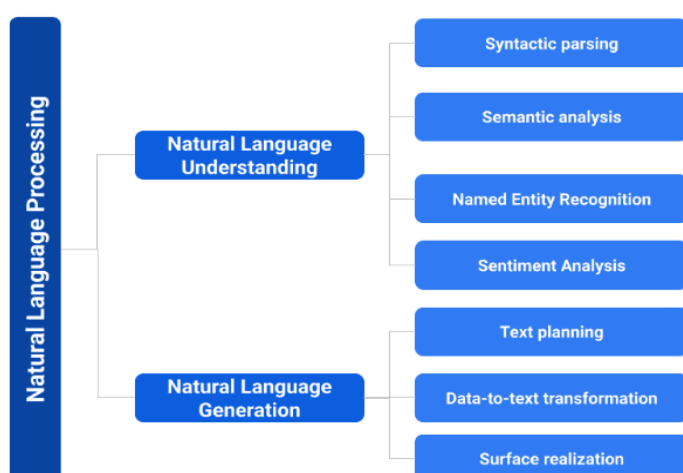 Natural Language Processing
Natural Language
Understanding
Syntactic parsing
Semantic analysis
Named Entity Recognition
Sentiment Analysis
Natural Language
Generation
Text planning
Data-to-text transformation
Surface realization